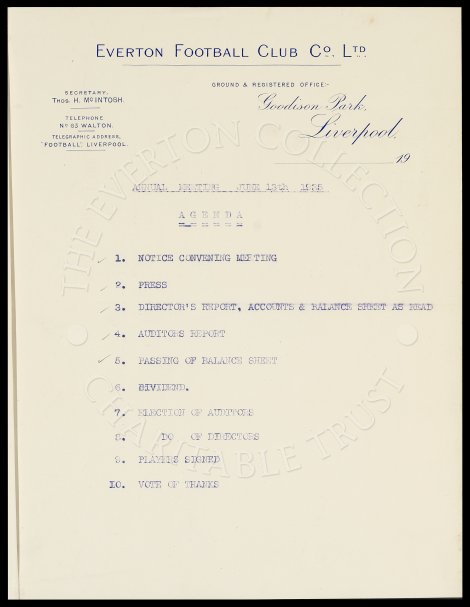 EVERTON FOOTBALL CLUB CO. LTD
GROUND & REGISTERED OFFICE:-
Goodison Park,
Liverpool,
19
SECRETARY,
THOS. H. McINTOSH.
TELEPHONE
No 83 WALTON.
TELEGRAPHIC ADDRESS,
"FOOTBALL", LIVERPOOL.
ANNUAL MEETING JUNE 13th 1935
AGENDA
1. NOTICE CONVENING MEETING
2. PRESS
3. DIRECTOR'S REPORT, ACCOUNTS & BALANCE SHEET AS READ
4. AUDITORS REPORT
5. PASSING OF BALANCE SHEET
6. DIVIDEND.
7. ELECTION OF AUDITORS
8. DO OF DIRECTORS
9. PLAYERS SIGNED
10. VOTE OF THANKS
THE EVERTON COLLECTION
CHARITABLE TRUST